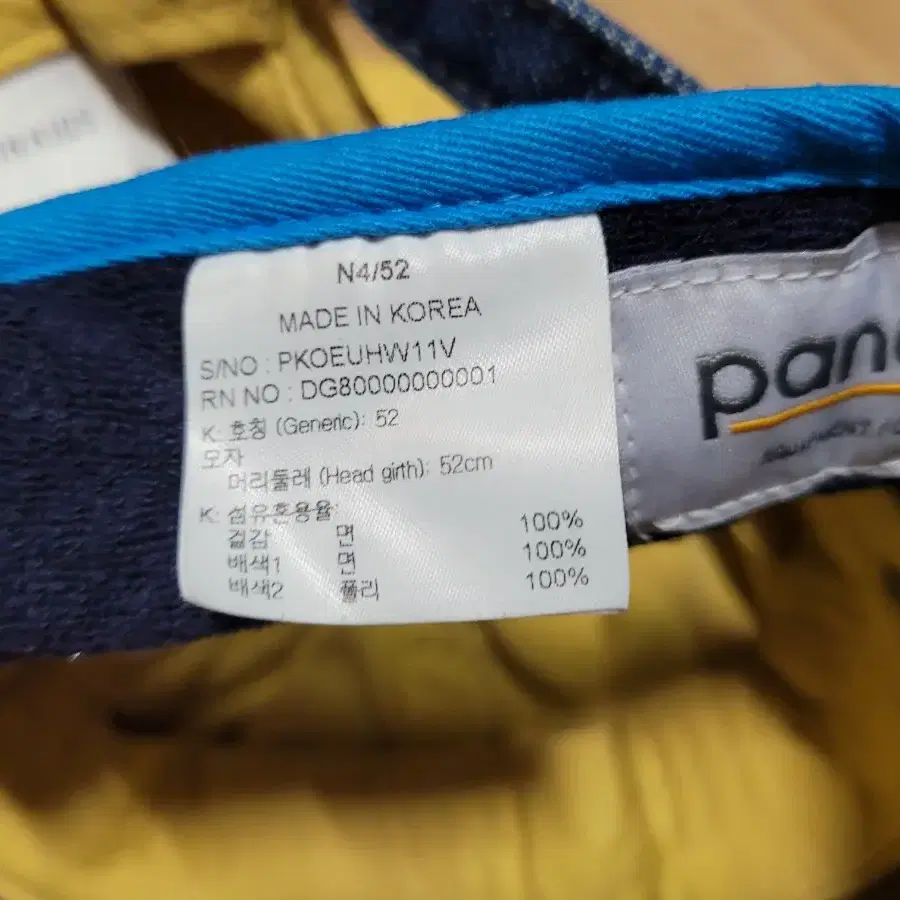 N4/52
MADE IN KOREA
S/NO : PKOEUHW11V
RN NO : DG80000000001
K: 호칭 (Generic): 52
모자
머리둘레 (Head girth): 52cm
K: 섬유혼용율:
겉감 면 100%
배색1 면 100%
배색2 폴리 100%